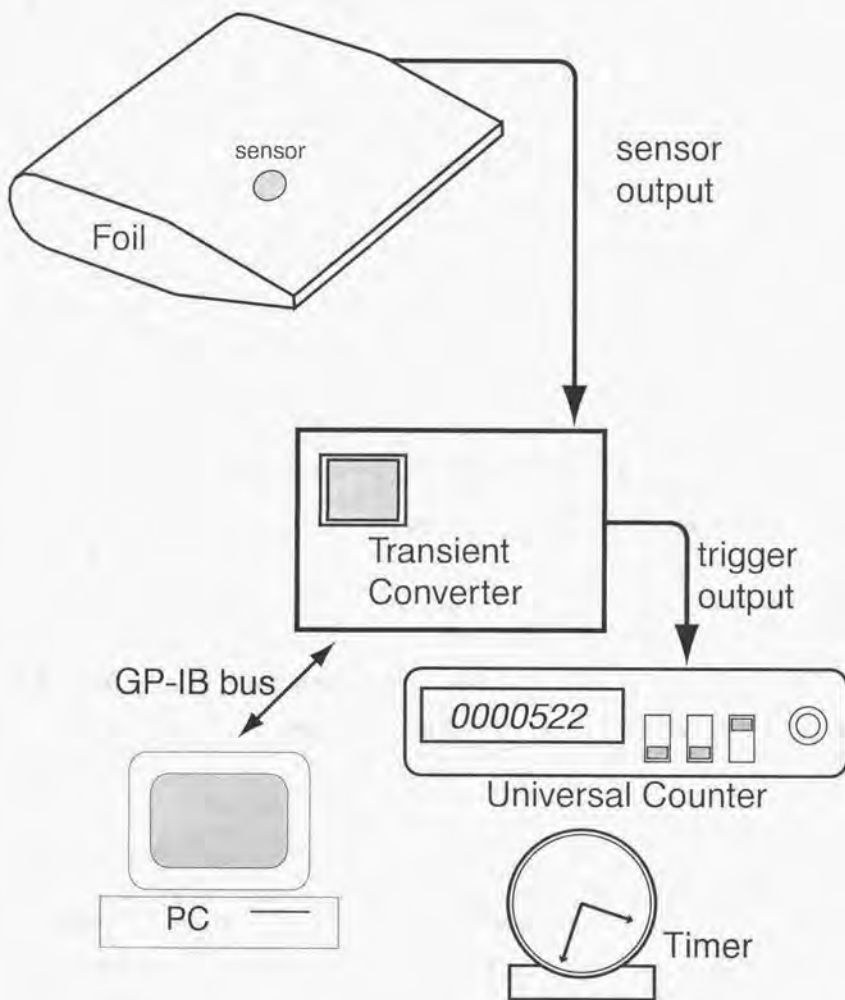 sensor
Foil
sensor
output
Transient
Converter
trigger
output
GP-IB bus
0000522
Universal Counter
PC
Timer